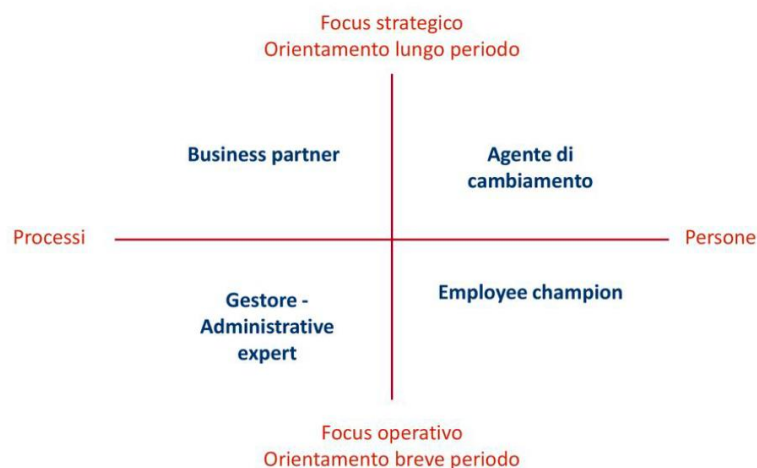 Focus strategico
Orientamento lungo periodo
Business partner
Agente di
cambiamento
Processi
Persone
Gestore -
Administrative
expert
Employee champion
Focus operativo
Orientamento breve periodo